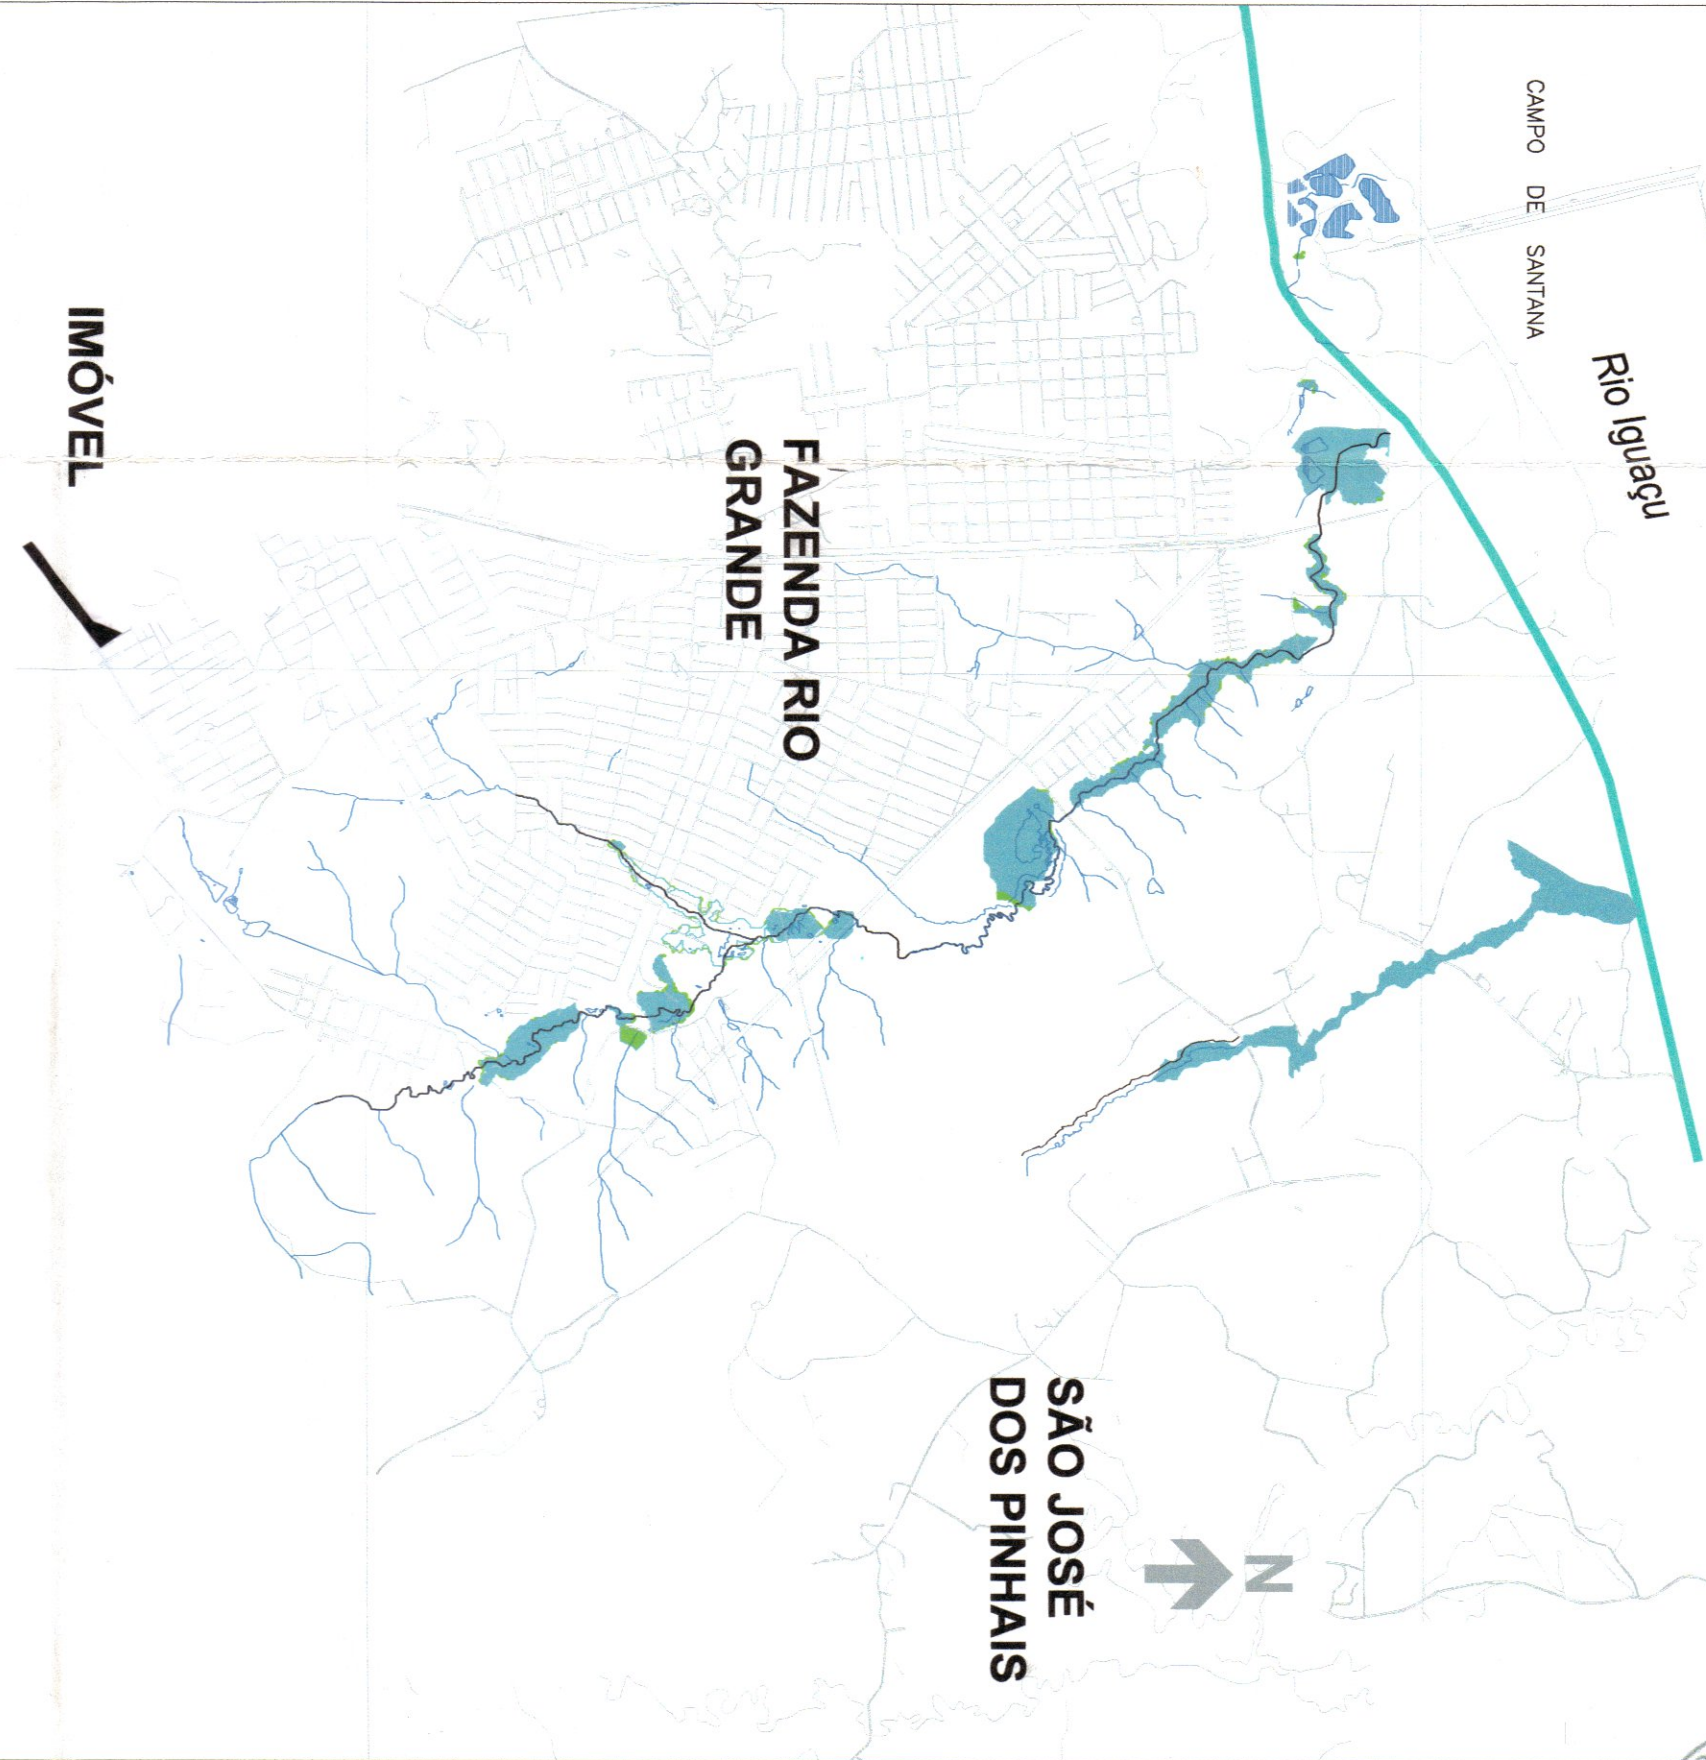 Rio Iguaçu
CAMPO DE SANTANA
N
SÃO JOSÉ
DOS PINHAIS
FAZENDA RIO
GRANDE
IMÓVEL